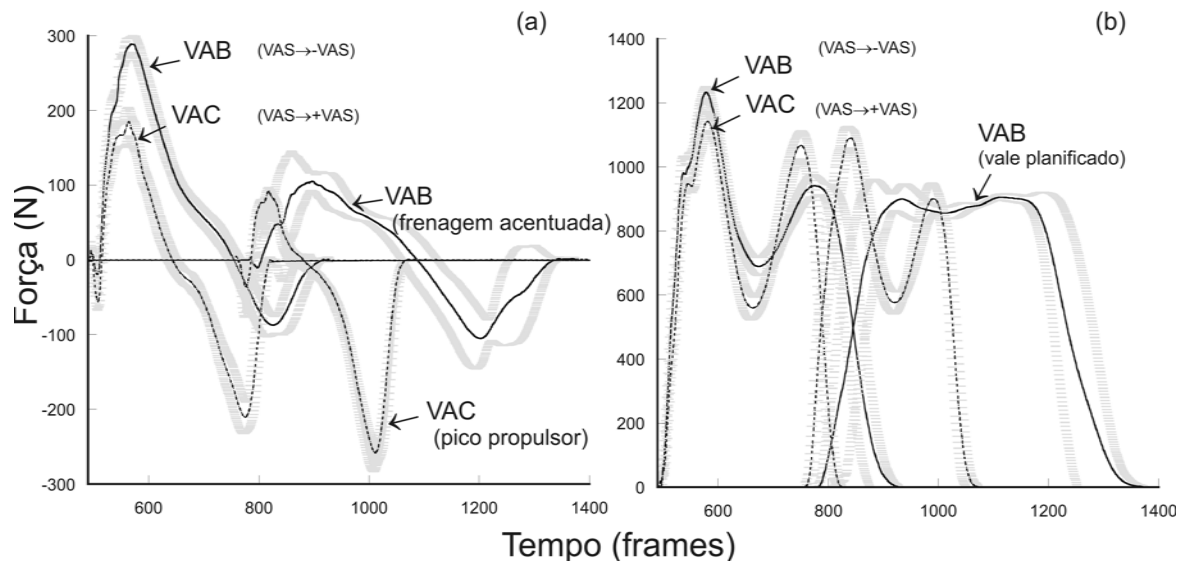 (a)
VAB (VAS→-VAS)
VAC (VAS→+VAS)
VAB
(frenagem acentuada)
VAC
(pico propulsor)
300
200
100
0
-100
-200
-300
600 800 1000 1200 1400
Força (N)
(b)
VAB (VAS→-VAS)
VAC (VAS→+VAS)
VAB
(vale planificado)
1400
1200
1000
800
600
400
200
0
600 800 1000 1200 1400
Tempo (frames)